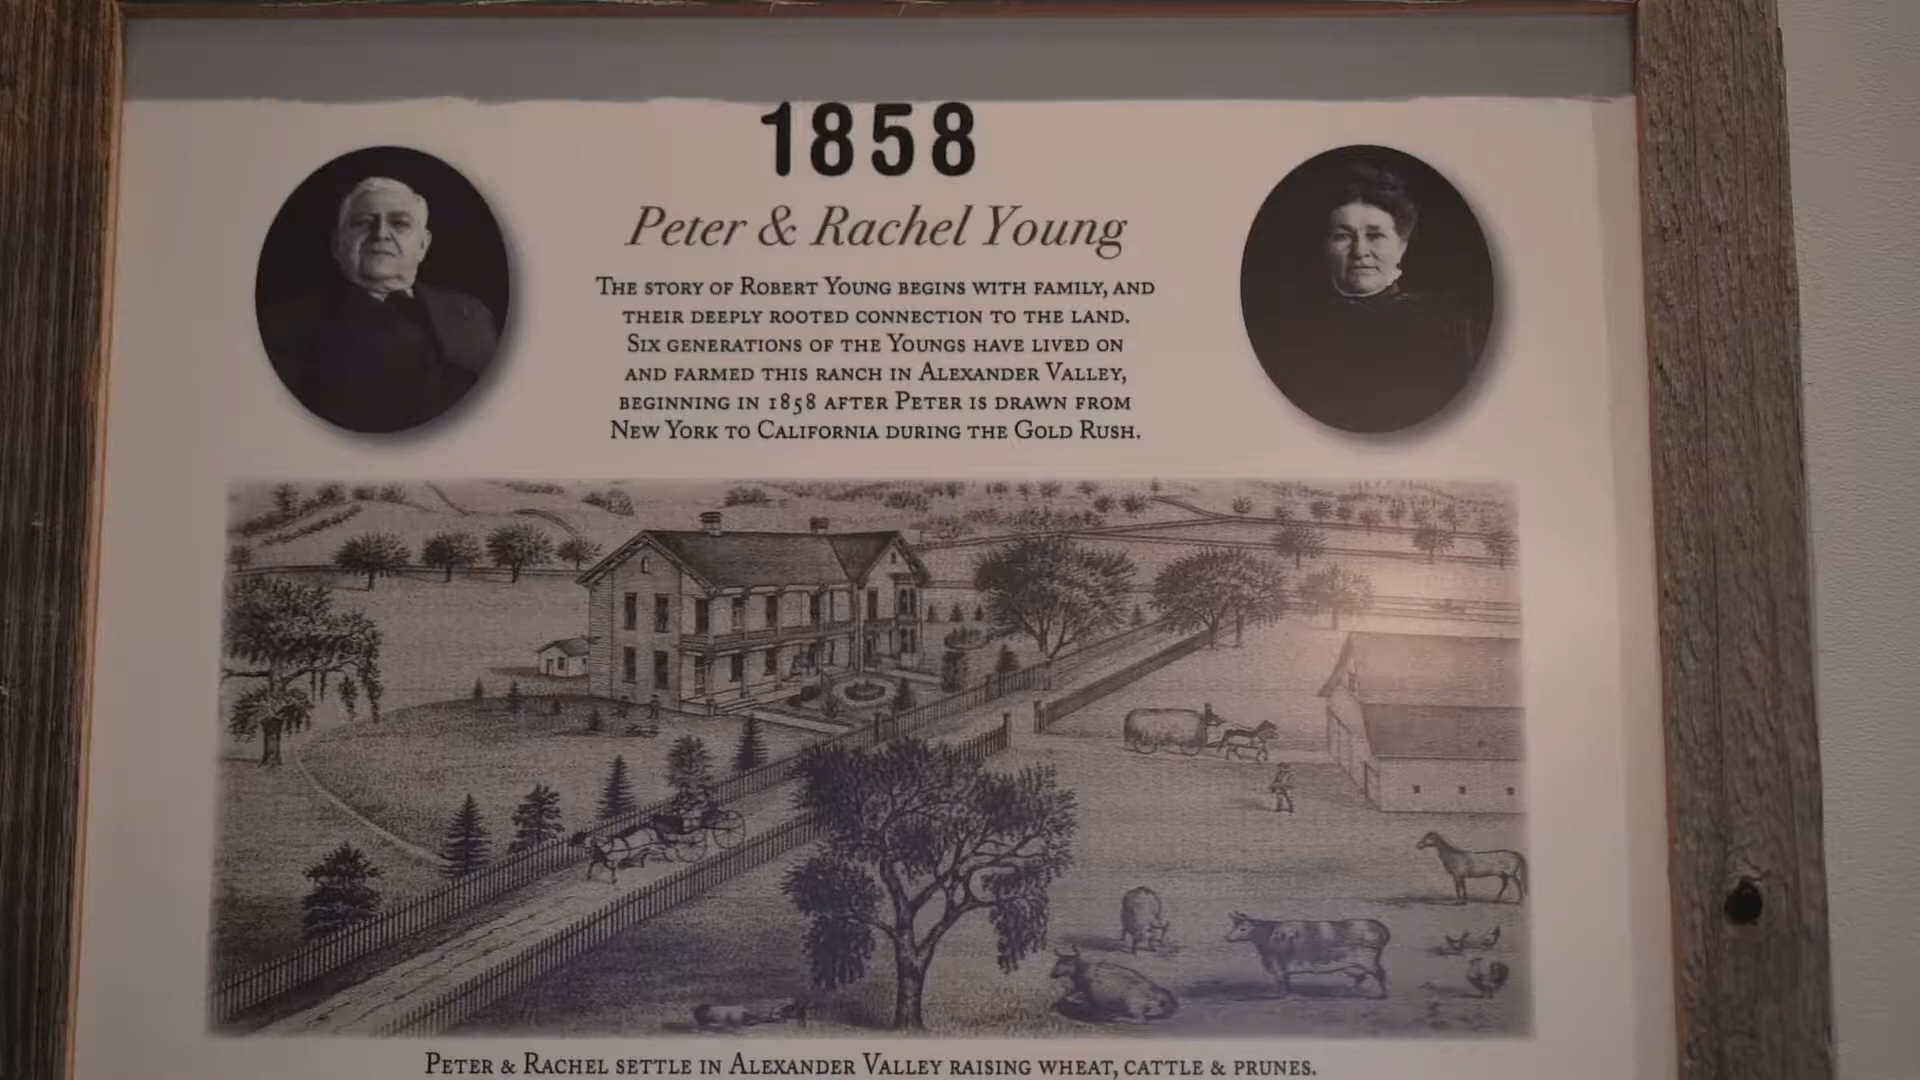 1858
Peter & Rachel Young
The story of Robert Young begins with family, and
their deeply rooted connection to the land.
Six generations of the Youngs have lived on
and farmed this ranch in Alexander Valley,
beginning in 1858 after Peter is drawn from
New York to California during the Gold Rush.
Peter & Rachel settle in Alexander Valley raising wheat, cattle & prunes.